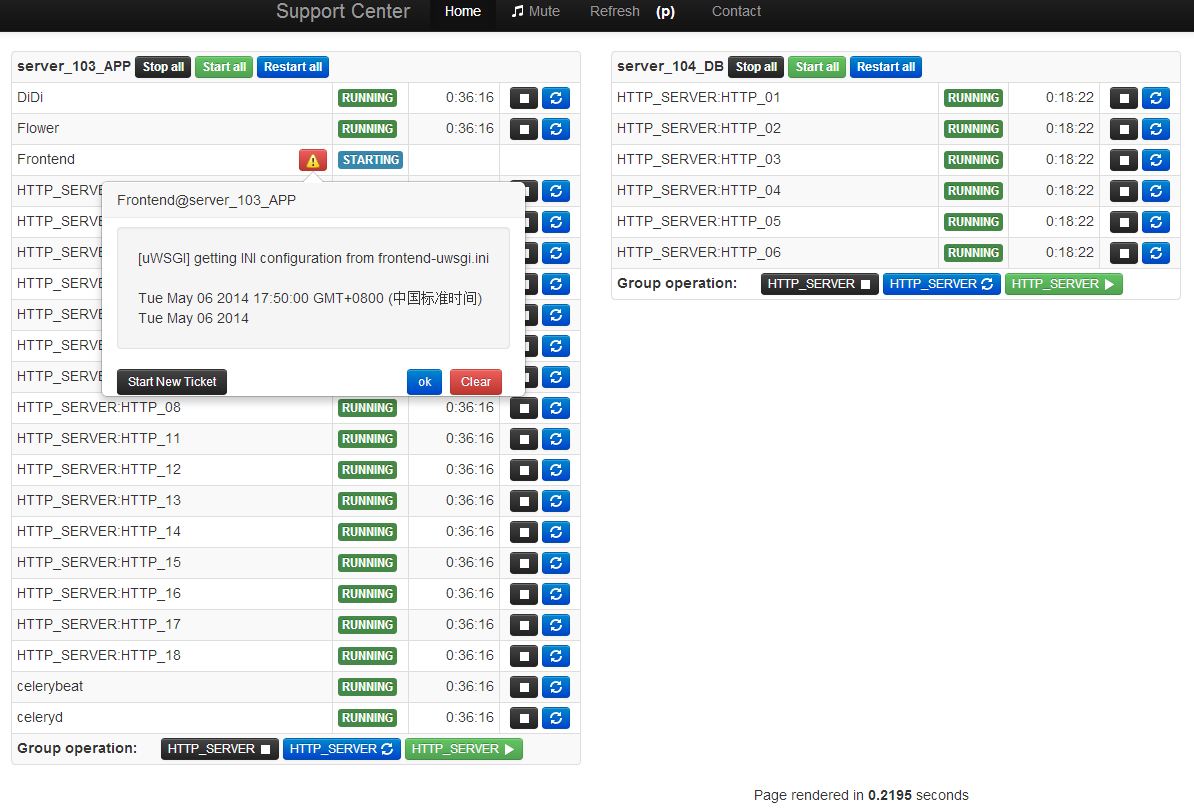 Support Center Home Mute Refresh (p) Contact
server_103_APP Stop all Start all Restart all
DiDi RUNNING 0:36:16
Flower RUNNING 0:36:16
Frontend STARTING
HTTP_SERVE
HTTP_SERVE
HTTP_SERVE
HTTP_SERVE
HTTP_SERVE
HTTP_SERVE
HTTP_SERVE
Frontend@server_103_APP
[uWSGI] getting INI configuration from frontend-uwsgi.ini
Tue May 06 2014 17:50:00 GMT+0800 (中国标准时间)
Tue May 06 2014
Start New Ticket ok Clear
HTTP_SERVER:HTTP_08 RUNNING 0:36:16
HTTP_SERVER:HTTP_11 RUNNING 0:36:16
HTTP_SERVER:HTTP_12 RUNNING 0:36:16
HTTP_SERVER:HTTP_13 RUNNING 0:36:16
HTTP_SERVER:HTTP_14 RUNNING 0:36:16
HTTP_SERVER:HTTP_15 RUNNING 0:36:16
HTTP_SERVER:HTTP_16 RUNNING 0:36:16
HTTP_SERVER:HTTP_17 RUNNING 0:36:16
HTTP_SERVER:HTTP_18 RUNNING 0:36:16
celerybeat RUNNING 0:36:16
celeryd RUNNING 0:36:16
Group operation: HTTP_SERVER HTTP_SERVER HTTP_SERVER
server_104_DB Stop all Start all Restart all
HTTP_SERVER:HTTP_01 RUNNING 0:18:22
HTTP_SERVER:HTTP_02 RUNNING 0:18:22
HTTP_SERVER:HTTP_03 RUNNING 0:18:22
HTTP_SERVER:HTTP_04 RUNNING 0:18:22
HTTP_SERVER:HTTP_05 RUNNING 0:18:22
HTTP_SERVER:HTTP_06 RUNNING 0:18:22
Group operation: HTTP_SERVER HTTP_SERVER HTTP_SERVER
Page rendered in 0.2195 seconds